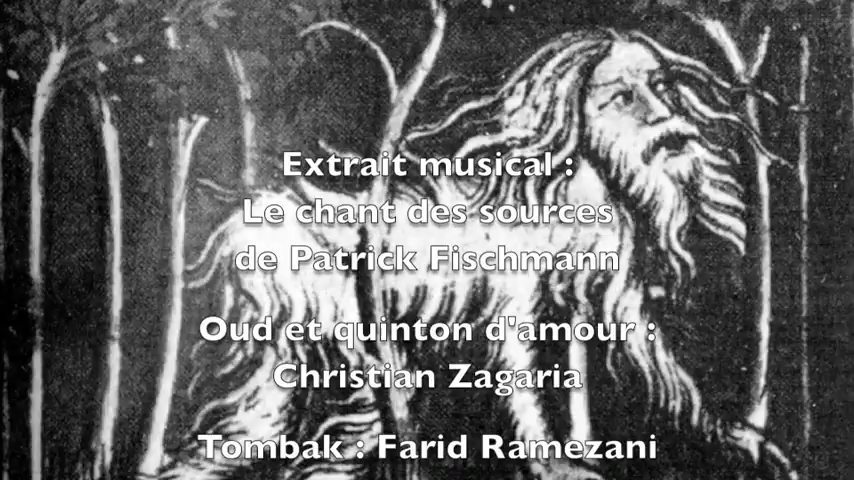 Extrait musical :
Le chant des sources
de Patrick Fischmann
Oud et quinton d'amour :
Christian Zagaria
Tombak : Farid Ramezani